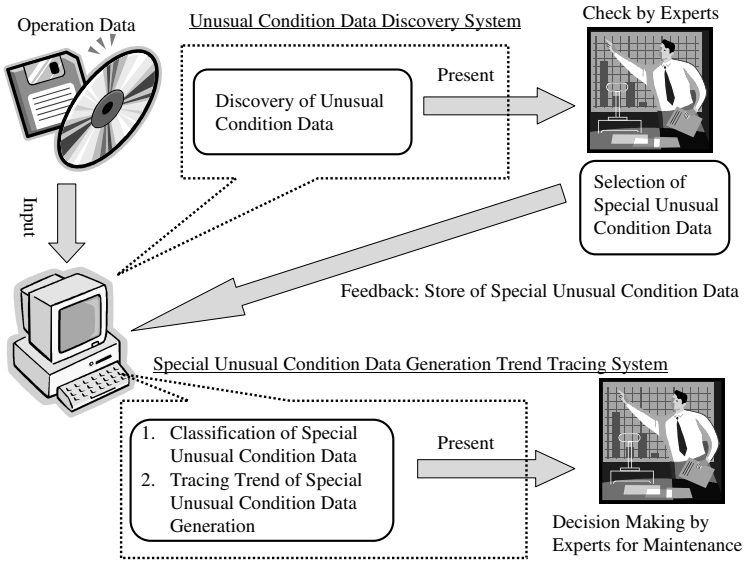 Operation Data
Unusual Condition Data Discovery System
Check by Experts
Discovery of Unusual
Condition Data
Present
Input
Selection of
Special Unusual
Condition Data
Feedback: Store of Special Unusual Condition Data
Special Unusual Condition Data Generation Trend Tracing System
1. Classification of Special
Unusual Condition Data
2. Tracing Trend of Special
Unusual Condition Data
Generation
Present
Decision Making by
Experts for Maintenance